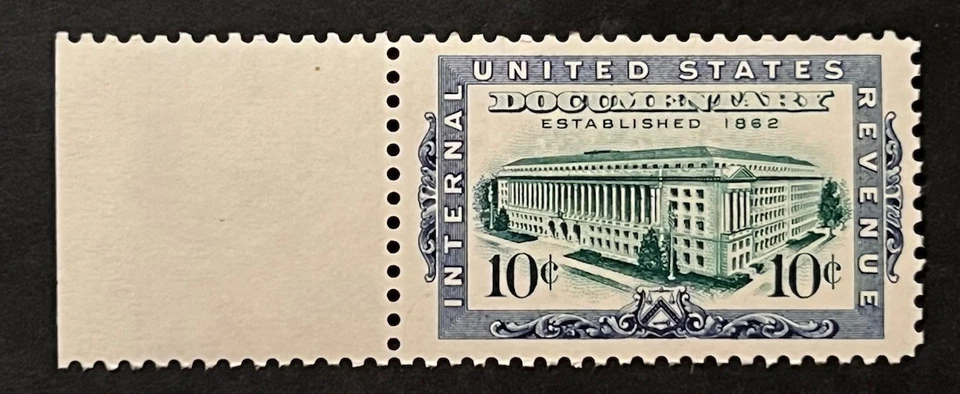 UNITED STATES
INTERNAL
REVENUE
DOCUMENTARY
ESTABLISHED 1862
10¢
10¢